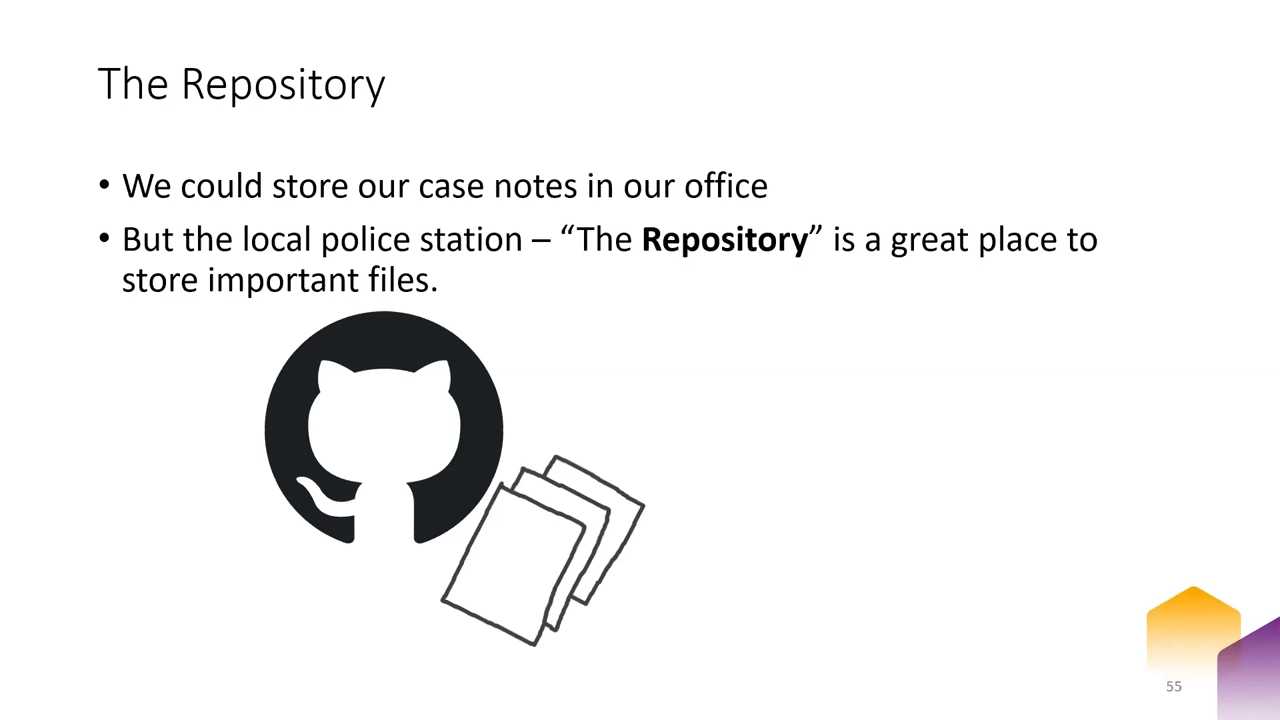 The Repository
• We could store our case notes in our office
• But the local police station – “The Repository” is a great place to
store important files.
55